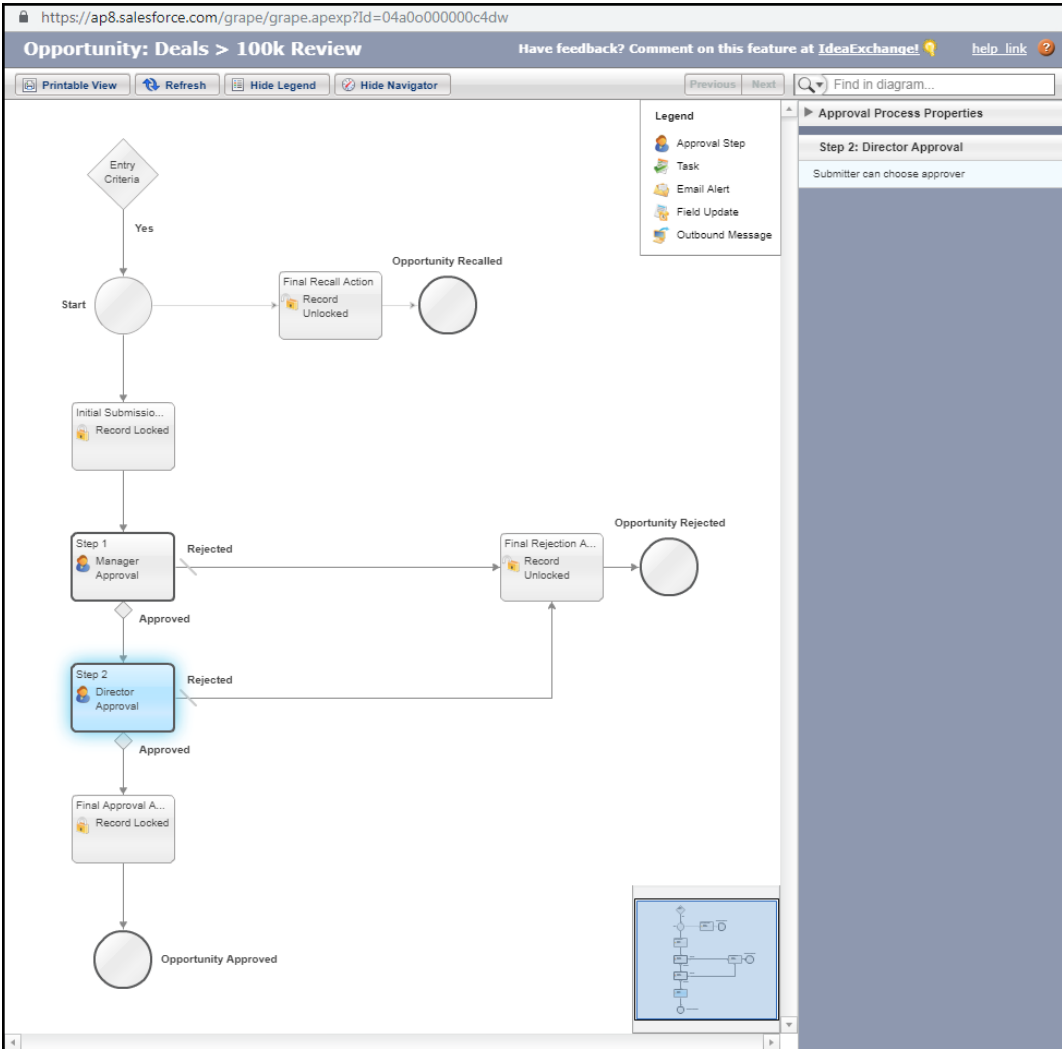 https://ap8.salesforce.com/grape/grape.apexp?Id=04a0o000000c4dw
Opportunity: Deals > 100k Review
Have feedback? Comment on this feature at IdeaExchange!
help link
?
Printable View
Refresh
Hide Legend
Hide Navigator
Previous
Next
Find in diagram...
Legend
Approval Step
Task
Email Alert
Field Update
Outbound Message
Approval Process Properties
Step 2: Director Approval
Submitter can choose approver
Entry
Criteria
Yes
Start
Final Recall Action
Record
Unlocked
Opportunity Recalled
Initial Submissio...
Record Locked
Step 1
Manager
Approval
Rejected
Approved
Final Rejection A...
Record
Unlocked
Opportunity Rejected
Step 2
Director
Approval
Rejected
Approved
Final Approval A...
Record Locked
Opportunity Approved